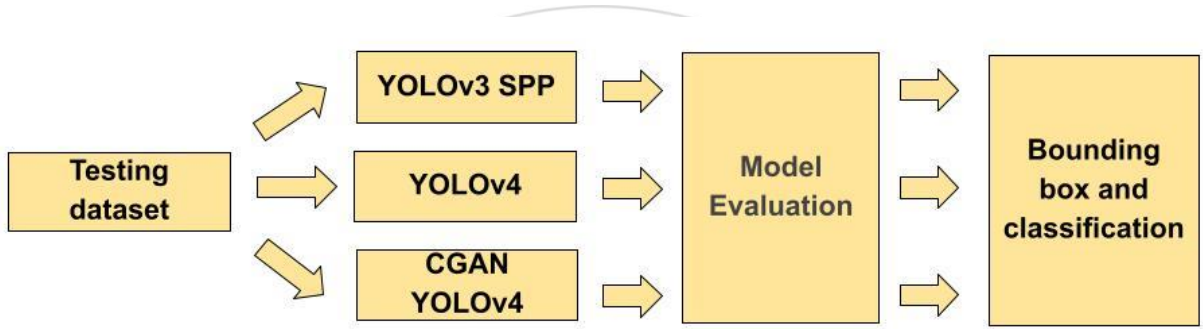 Testing
dataset
YOLOv3 SPP
YOLOv4
CGAN
YOLOv4
Model
Evaluation
Bounding
box and
classification